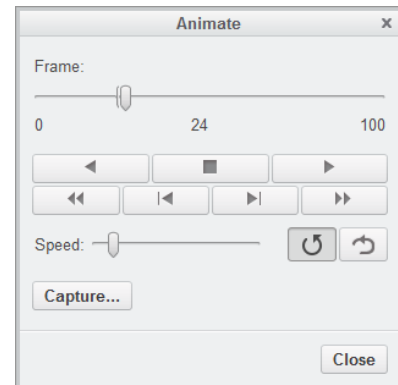 Animate x
Frame:
0 24 100
Speed:
Capture...
Close